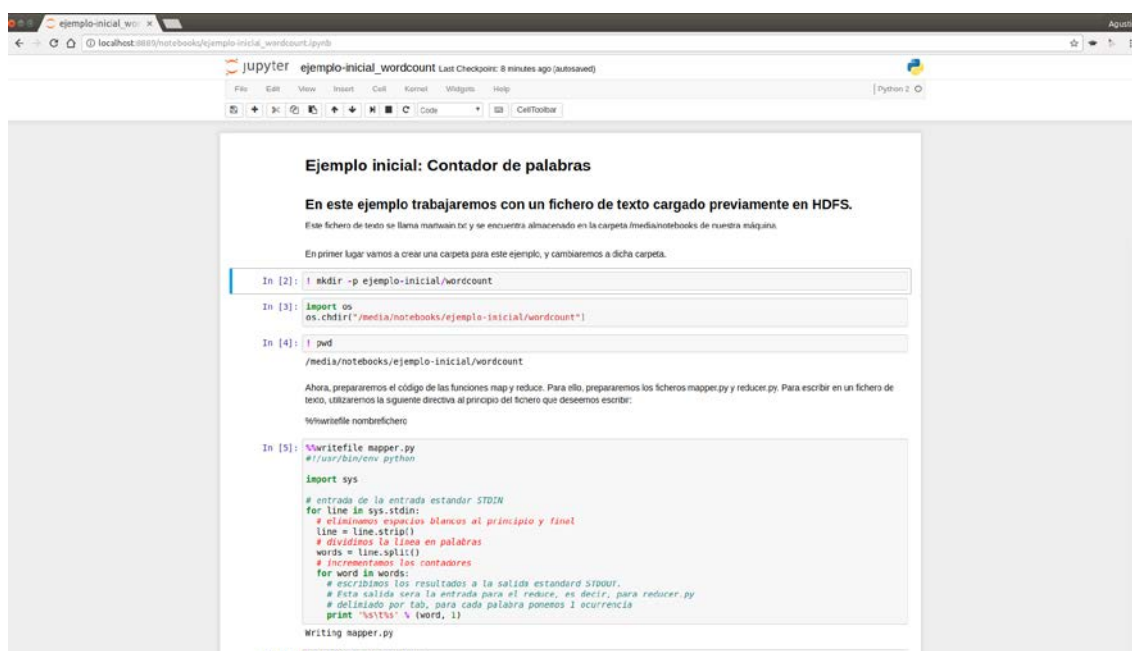 ejemplo-inicial_wor ×
Agusti
localhost:8889/notebooks/ejemplo-inicial_wordcount.ipynb
jupyter ejemplo-inicial_wordcount Last Checkpoint: 8 minutes ago (autosaved)
File Edit View Insert Cell Kernel Widgets Help Python 2
Code CellToolbar
Ejemplo inicial: Contador de palabras
En este ejemplo trabajaremos con un fichero de texto cargado previamente en HDFS.
Este fichero de texto se llama martwain.txt y se encuentra almacenado en la carpeta /media/notebooks de nuestra máquina.
En primer lugar vamos a crear una carpeta para este ejemplo, y cambiaremos a dicha carpeta.
In [2]: ! mkdir -p ejemplo-inicial/wordcount
In [3]: import os
os.chdir("/media/notebooks/ejemplo-inicial/wordcount")
In [4]: ! pwd
/media/notebooks/ejemplo-inicial/wordcount
Ahora, prepararemos el código de las funciones map y reduce. Para ello, prepararemos los ficheros mapper.py y reducer.py. Para escribir en un fichero de
texto, utilizaremos la siguiente directiva al principio del fichero que deseemos escribir:
%%writefile nombrefichero
In [5]: %%writefile mapper.py
#!/usr/bin/env python
import sys
# entrada de la entrada estandar STDIN
for line in sys.stdin:
# eliminamos espacios blancos al principio y final
line = line.strip()
# dividimos la linea en palabras
words = line.split()
# incrementamos los contadores
for word in words:
# escribimos los resultados a la salida estandard STDOUT.
# Esta salida sera la entrada para el reduce, es decir, para reducer.py
# delimiado por tab, para cada palabra ponemos 1 ocurrencia
print '%s\t%s' % (word, 1)
Writing mapper.py